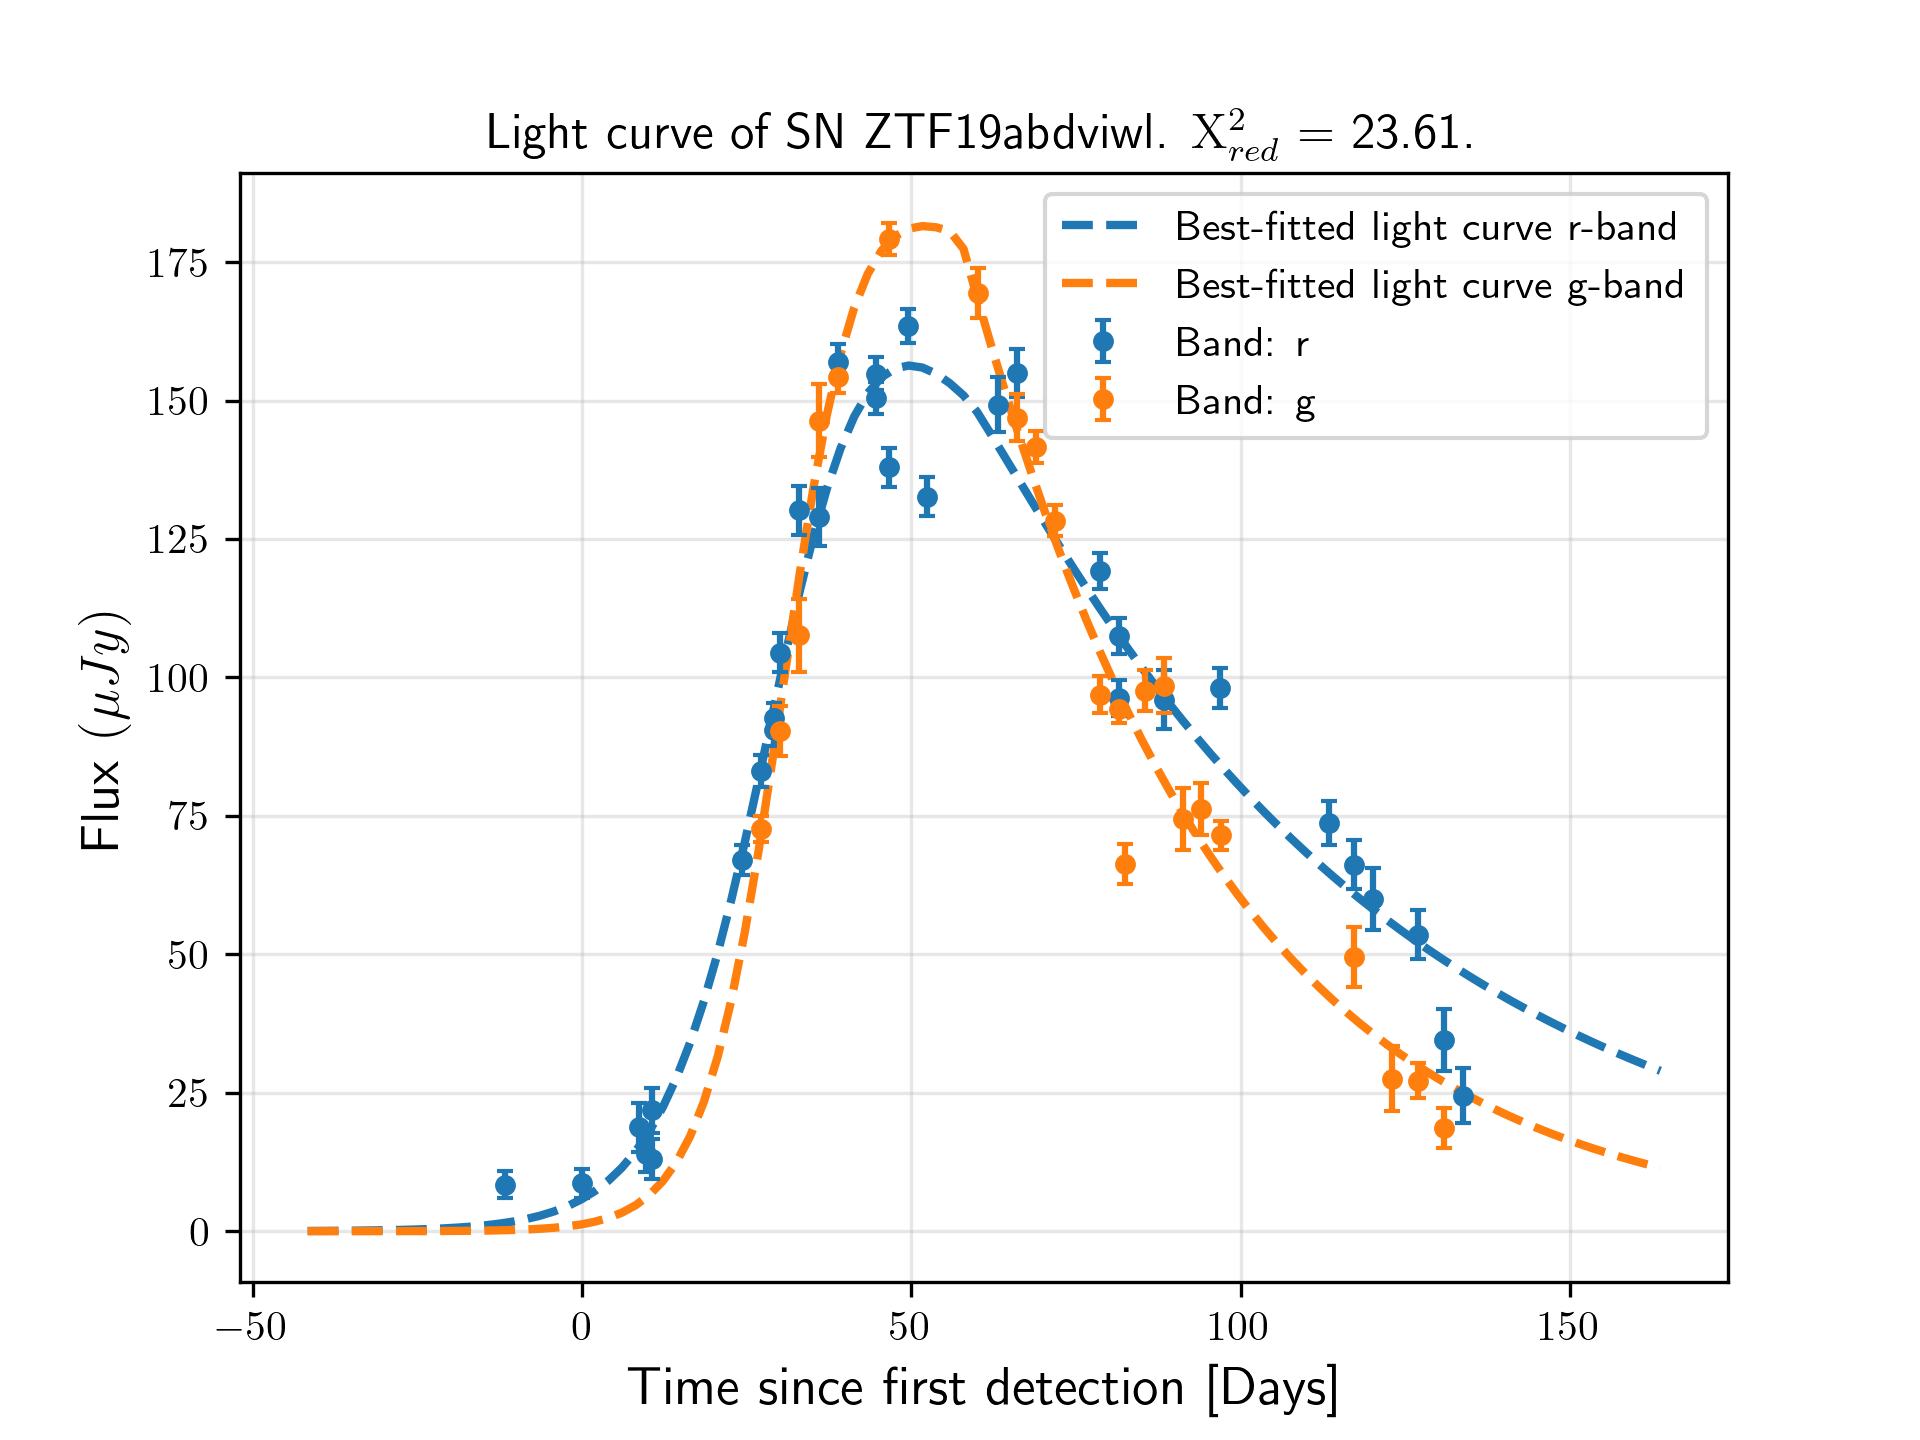 Light curve of SN ZTF19abdviwl. X²_red = 23.61.
Best-fitted light curve r-band
Best-fitted light curve g-band
Band: r
Band: g
175
150
125
100
75
50
25
0
Flux (μJy)
−50 0 50 100 150
Time since first detection [Days]